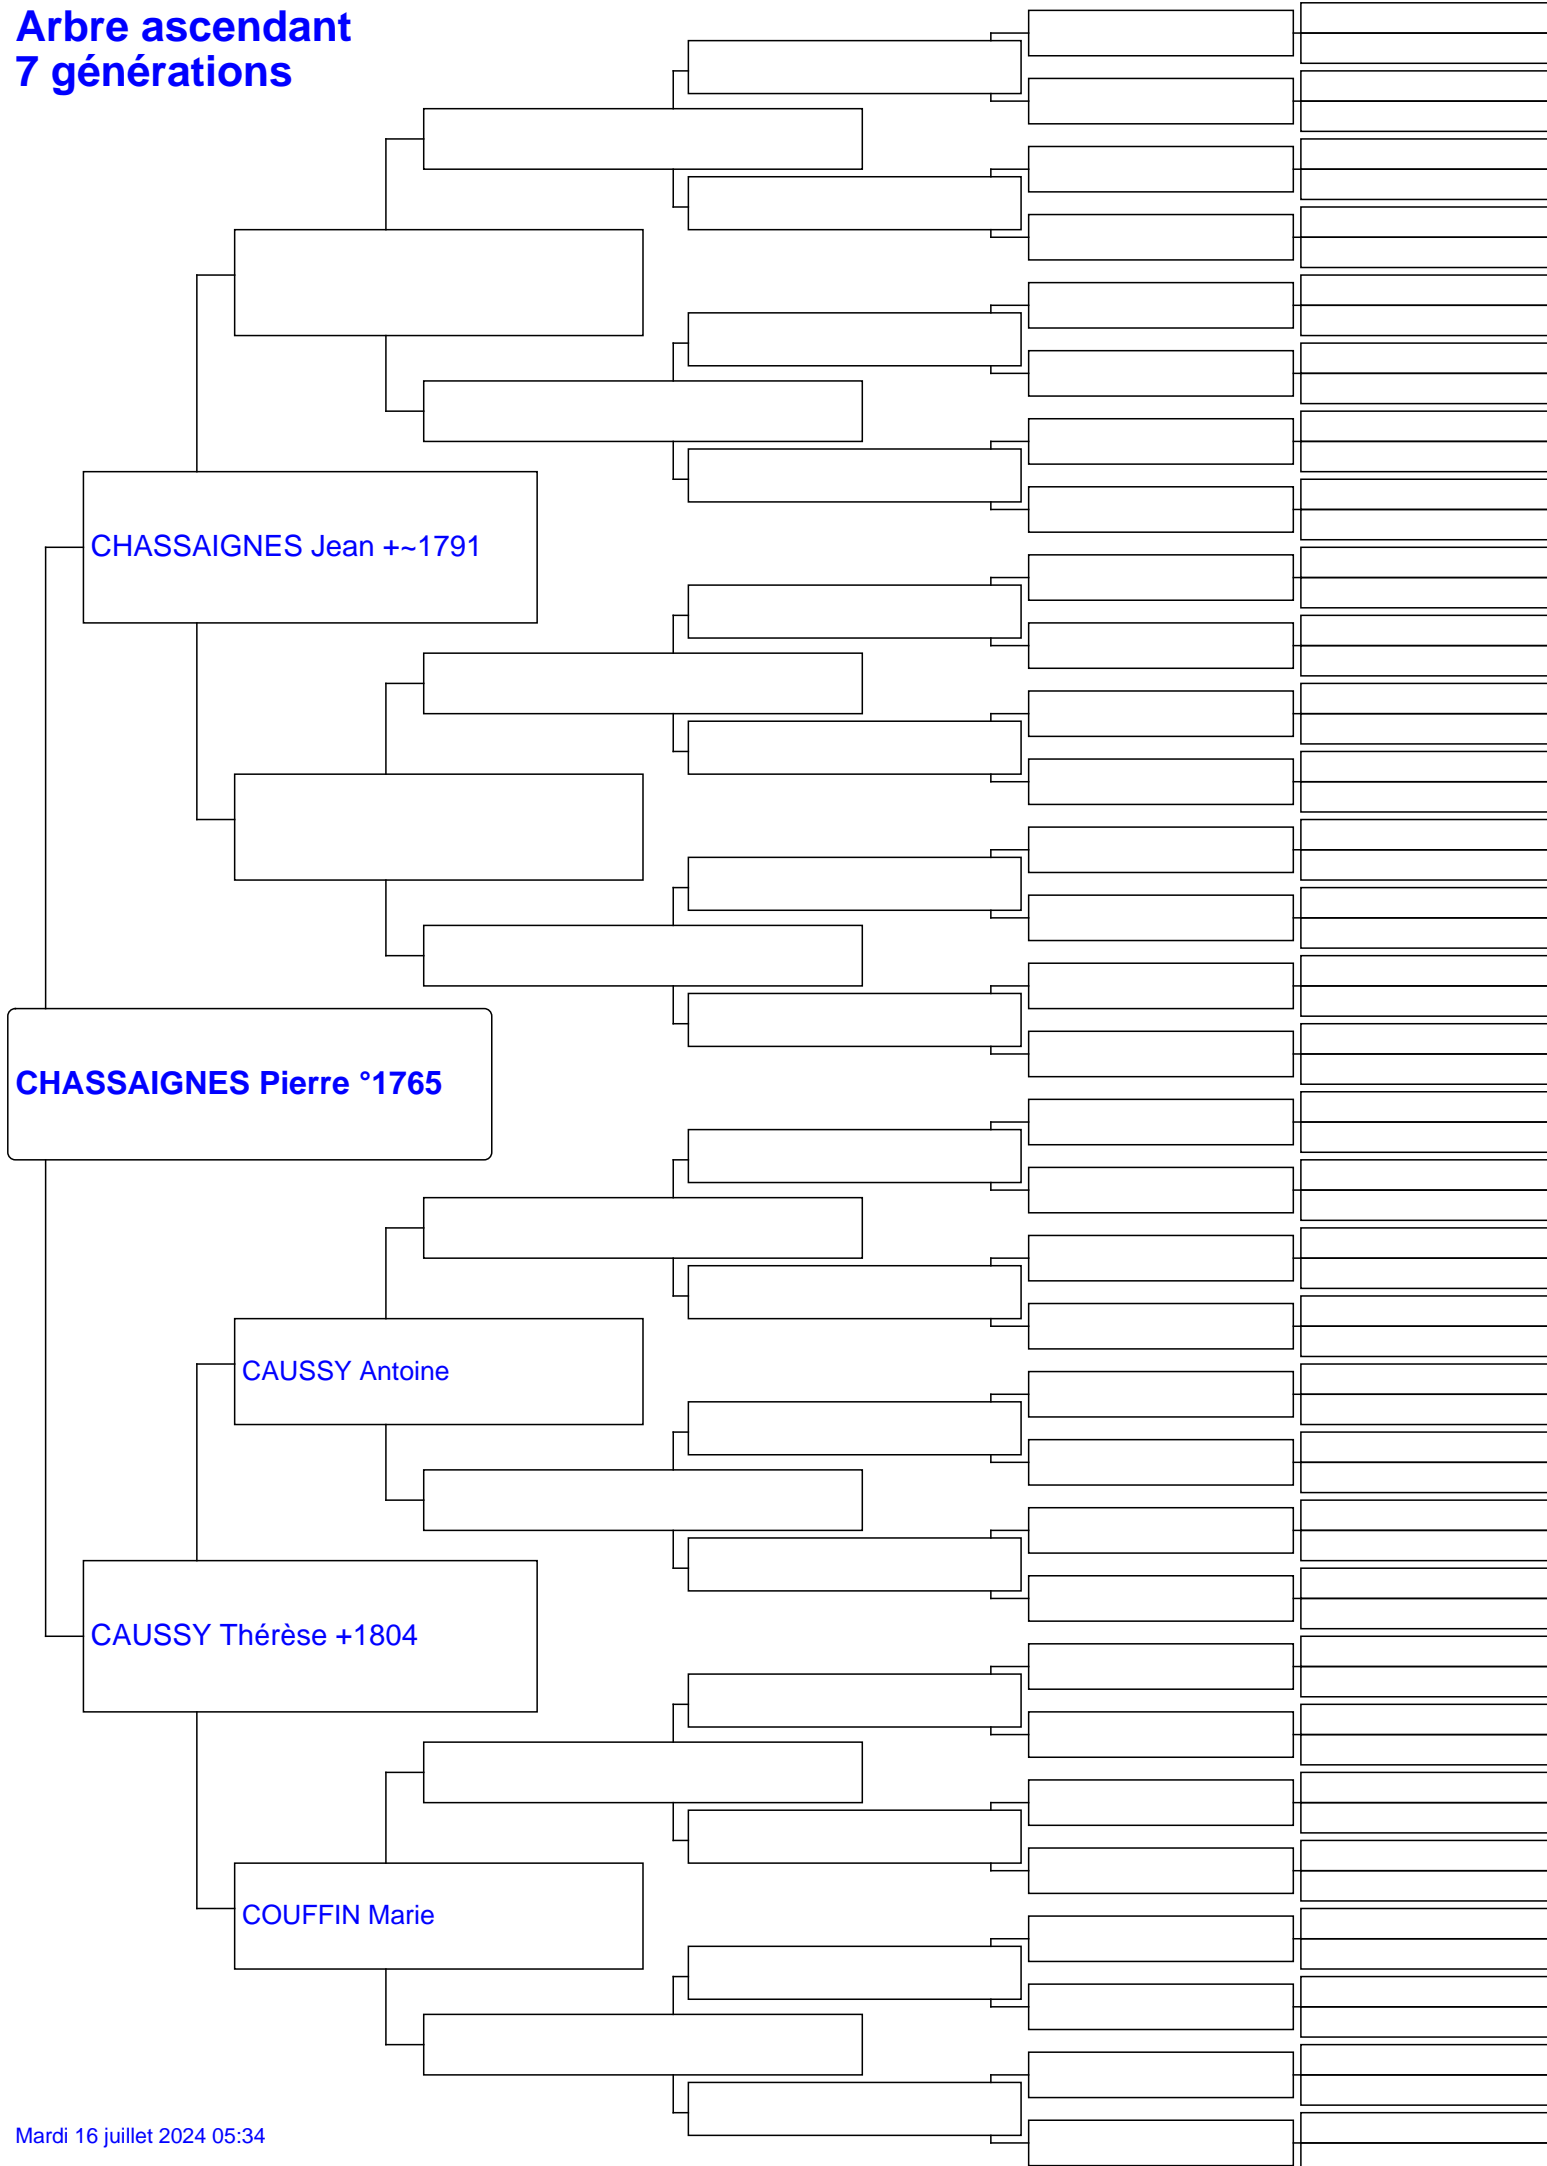 Arbre ascendant
7 générations
CHASSAIGNES Jean +~1791
CHASSAIGNES Pierre °1765
CAUSSY Antoine
CAUSSY Thérèse +1804
COUFFIN Marie
Mardi 16 juillet 2024 05:34